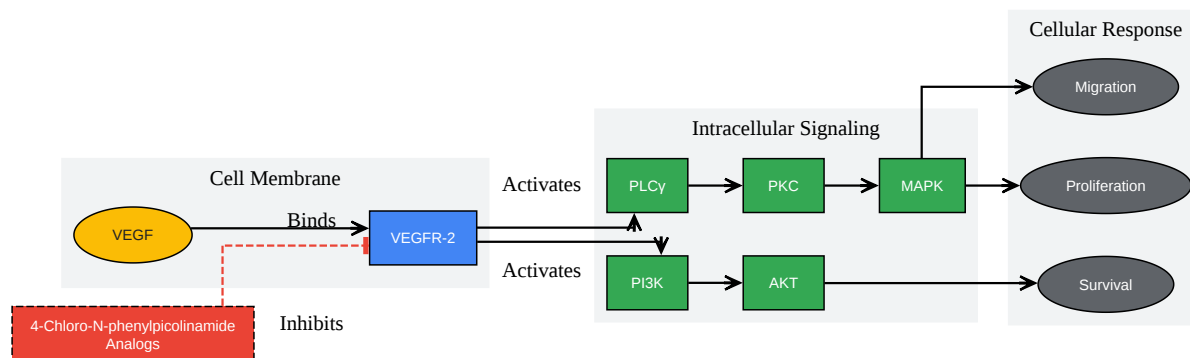 Cellular Response
Migration
Intracellular Signaling
Cell Membrane
Activates
PLCγ
PKC
MAPK
Proliferation
Binds
VEGF
VEGFR-2
Activates
PI3K
AKT
Survival
4-Chloro-N-phenylpicolinamide
Analogs
Inhibits